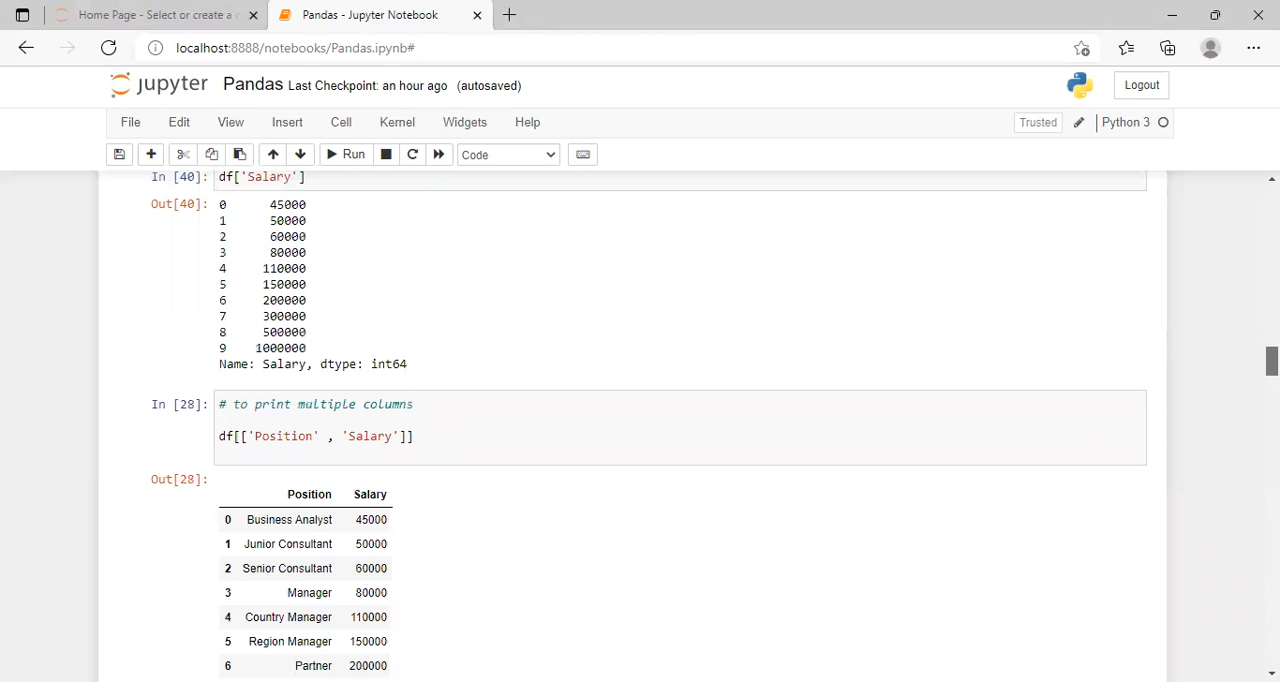 Home Page - Select or create a
Pandas - Jupyter Notebook
localhost:8888/notebooks/Pandas.ipynb#
jupyter Pandas Last Checkpoint: an hour ago (autosaved)
Logout
File Edit View Insert Cell Kernel Widgets Help
Trusted Python 3
Run Code
In [40]: df['Salary']
Out[40]: 0 45000
1 50000
2 60000
3 80000
4 110000
5 150000
6 200000
7 300000
8 500000
9 1000000
Name: Salary, dtype: int64
In [28]: # to print multiple columns
df[['Position' , 'Salary']]
Out[28]:
Position Salary
0 Business Analyst 45000
1 Junior Consultant 50000
2 Senior Consultant 60000
3 Manager 80000
4 Country Manager 110000
5 Region Manager 150000
6 Partner 200000